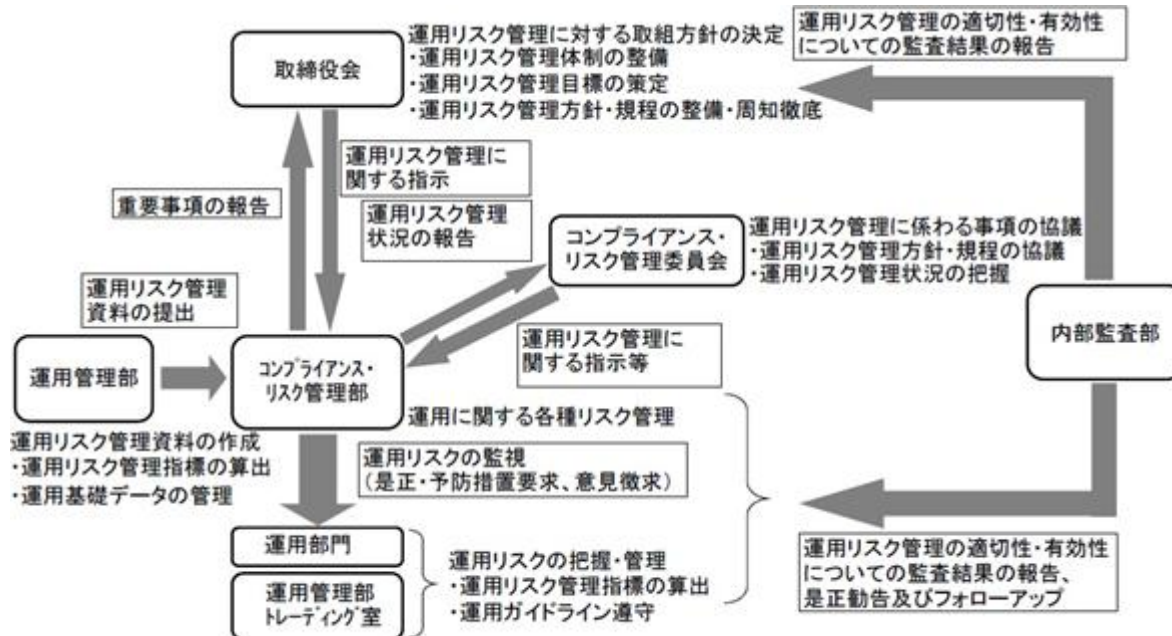 取締役会
運用リスク管理に対する取組方針の決定
・運用リスク管理体制の整備
・運用リスク管理目標の策定
・運用リスク管理方針・規程の整備・周知徹底
運用リスク管理の適切性・有効性
についての監査結果の報告
運用リスク管理に
関する指示
重要事項の報告
運用リスク管理
状況の報告
コンプライアンス・
リスク管理委員会
運用リスク管理に係わる事項の協議
・運用リスク管理方針・規程の協議
・運用リスク管理状況の把握
運用リスク管理
資料の提出
内部監査部
運用管理部
コンプライアンス・
リスク管理部
運用リスク管理に
関する指示等
運用に関する各種リスク管理
運用リスク管理資料の作成
・運用リスク管理指標の算出
・運用基礎データの管理
運用リスクの監視
(是正・予防措置要求、意見徴求)
運用部門
運用管理部
トレーディング室
運用リスクの把握・管理
・運用リスク管理指標の算出
・運用ガイドライン遵守
運用リスク管理の適切性・有効性
についての監査結果の報告、
是正勧告及びフォローアップ